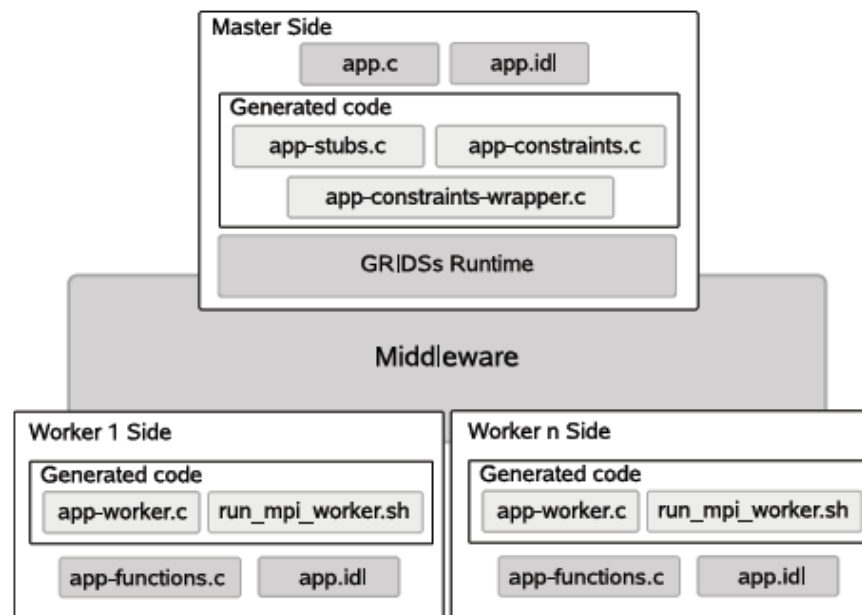 Master Side
app.c
app.idl
Generated code
app-stubs.c
app-constraints.c
app-constraints-wrapper.c
GRIDSs Runtime
Middleware
Worker 1 Side
Generated code
app-worker.c
run_mpi_worker.sh
app-functions.c
app.idl
Worker n Side
Generated code
app-worker.c
run_mpi_worker.sh
app-functions.c
app.idl